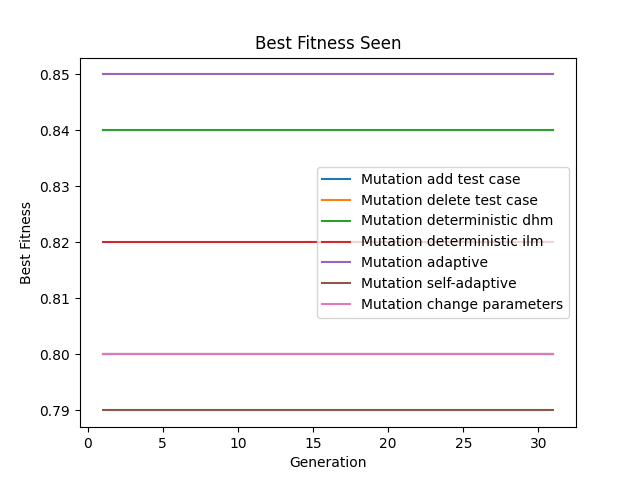 Best Fitness Seen
Best Fitness
0.85
0.84
0.83
0.82
0.81
0.80
0.79
Mutation add test case
Mutation delete test case
Mutation deterministic dhm
Mutation deterministic ilm
Mutation adaptive
Mutation self-adaptive
Mutation change parameters
0 5 10 15 20 25 30
Generation